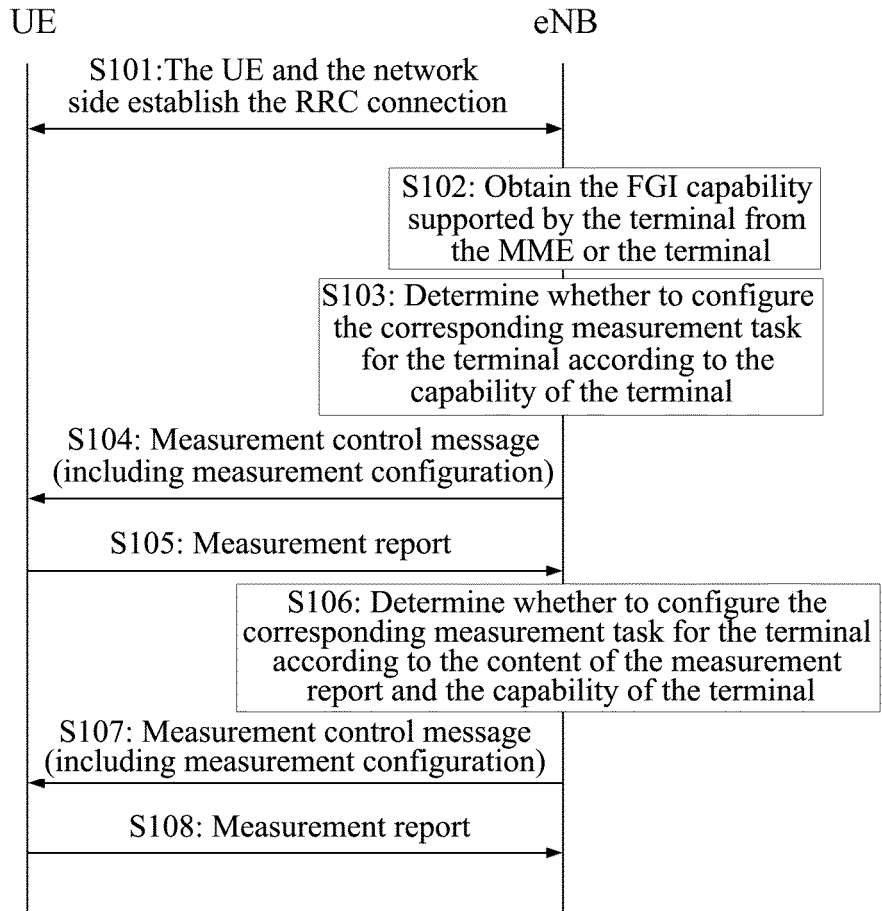 UE
eNB
S101:The UE and the network
side establish the RRC connection
S102: Obtain the FGI capability
supported by the terminal from
the MME or the terminal
S103: Determine whether to configure
the corresponding measurement task
for the terminal according to the
capability of the terminal
S104: Measurement control message
(including measurement configuration)
S105: Measurement report
S106: Determine whether to configure the
corresponding measurement task for the terminal
according to the content of the measurement
report and the capability of the terminal
S107: Measurement control message
(including measurement configuration)
S108: Measurement report